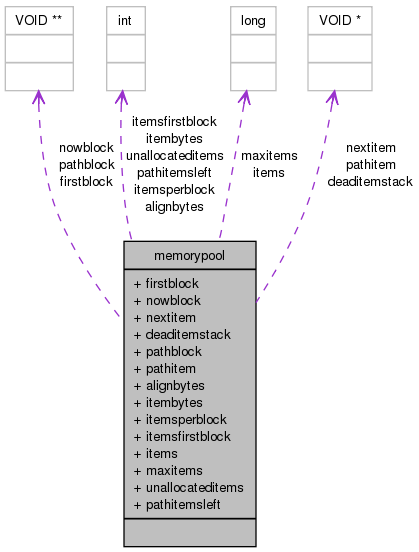 VOID **
int
long
VOID *
nowblock
pathblock
firstblock
itemsfirstblock
itembytes
unallocateditems
pathitemsleft
itemsperblock
alignbytes
maxitems
items
nextitem
pathitem
deaditemstack
memorypool
+ firstblock
+ nowblock
+ nextitem
+ deaditemstack
+ pathblock
+ pathitem
+ alignbytes
+ itembytes
+ itemsperblock
+ itemsfirstblock
+ items
+ maxitems
+ unallocateditems
+ pathitemsleft